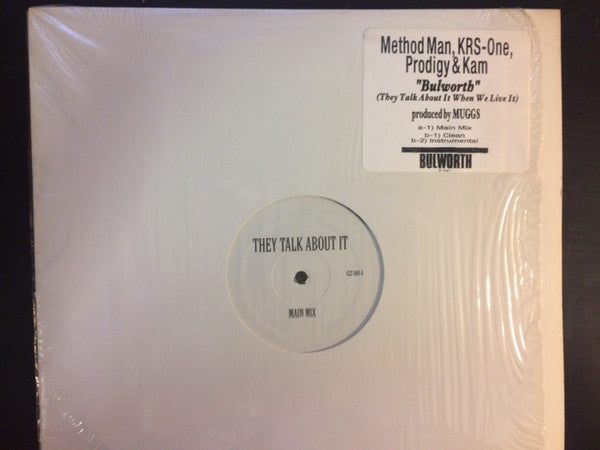 Method Man, KRS-One,
Prodigy & Kam
"Bulworth"
(They Talk About It When We Live It)
produced by MUGGS
a-1) Main Mix
b-1) Clean
b-2) Instrumental
BULWORTH
THEY TALK ABOUT IT
MAIN MIX